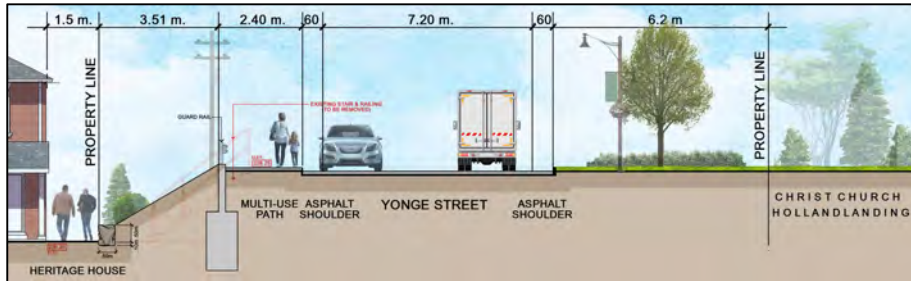 1.5 m. 3.51 m. 2.40 m. 60 7.20 m. 60 6.2 m
PROPERTY LINE
GUARD RAIL
EXISTING STAIR & RAILING
(TO BE REMOVED)
PROPERTY LINE
MULTI-USE
PATH
ASPHALT
SHOULDER
YONGE STREET
ASPHALT
SHOULDER
CHRIST CHURCH
HOLLANDLANDING
HERITAGE HOUSE